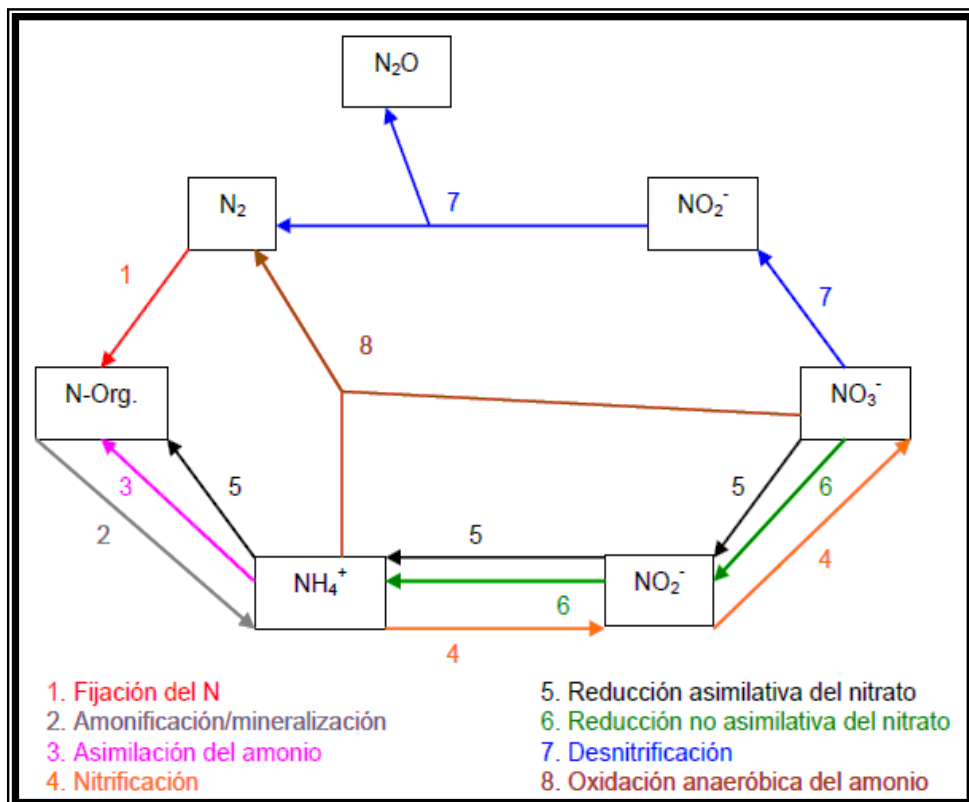 N₂O
N₂
7
NO₂⁻
1
7
8
N-Org.
NO₃⁻
3
5
5
6
2
5
4
NH₄⁺
NO₂⁻
6
4
1. Fijación del N
2. Amonificación/mineralización
3. Asimilación del amonio
4. Nitrificación
5. Reducción asimilativa del nitrato
6. Reducción no asimilativa del nitrato
7. Desnitrificación
8. Oxidación anaeróbica del amonio